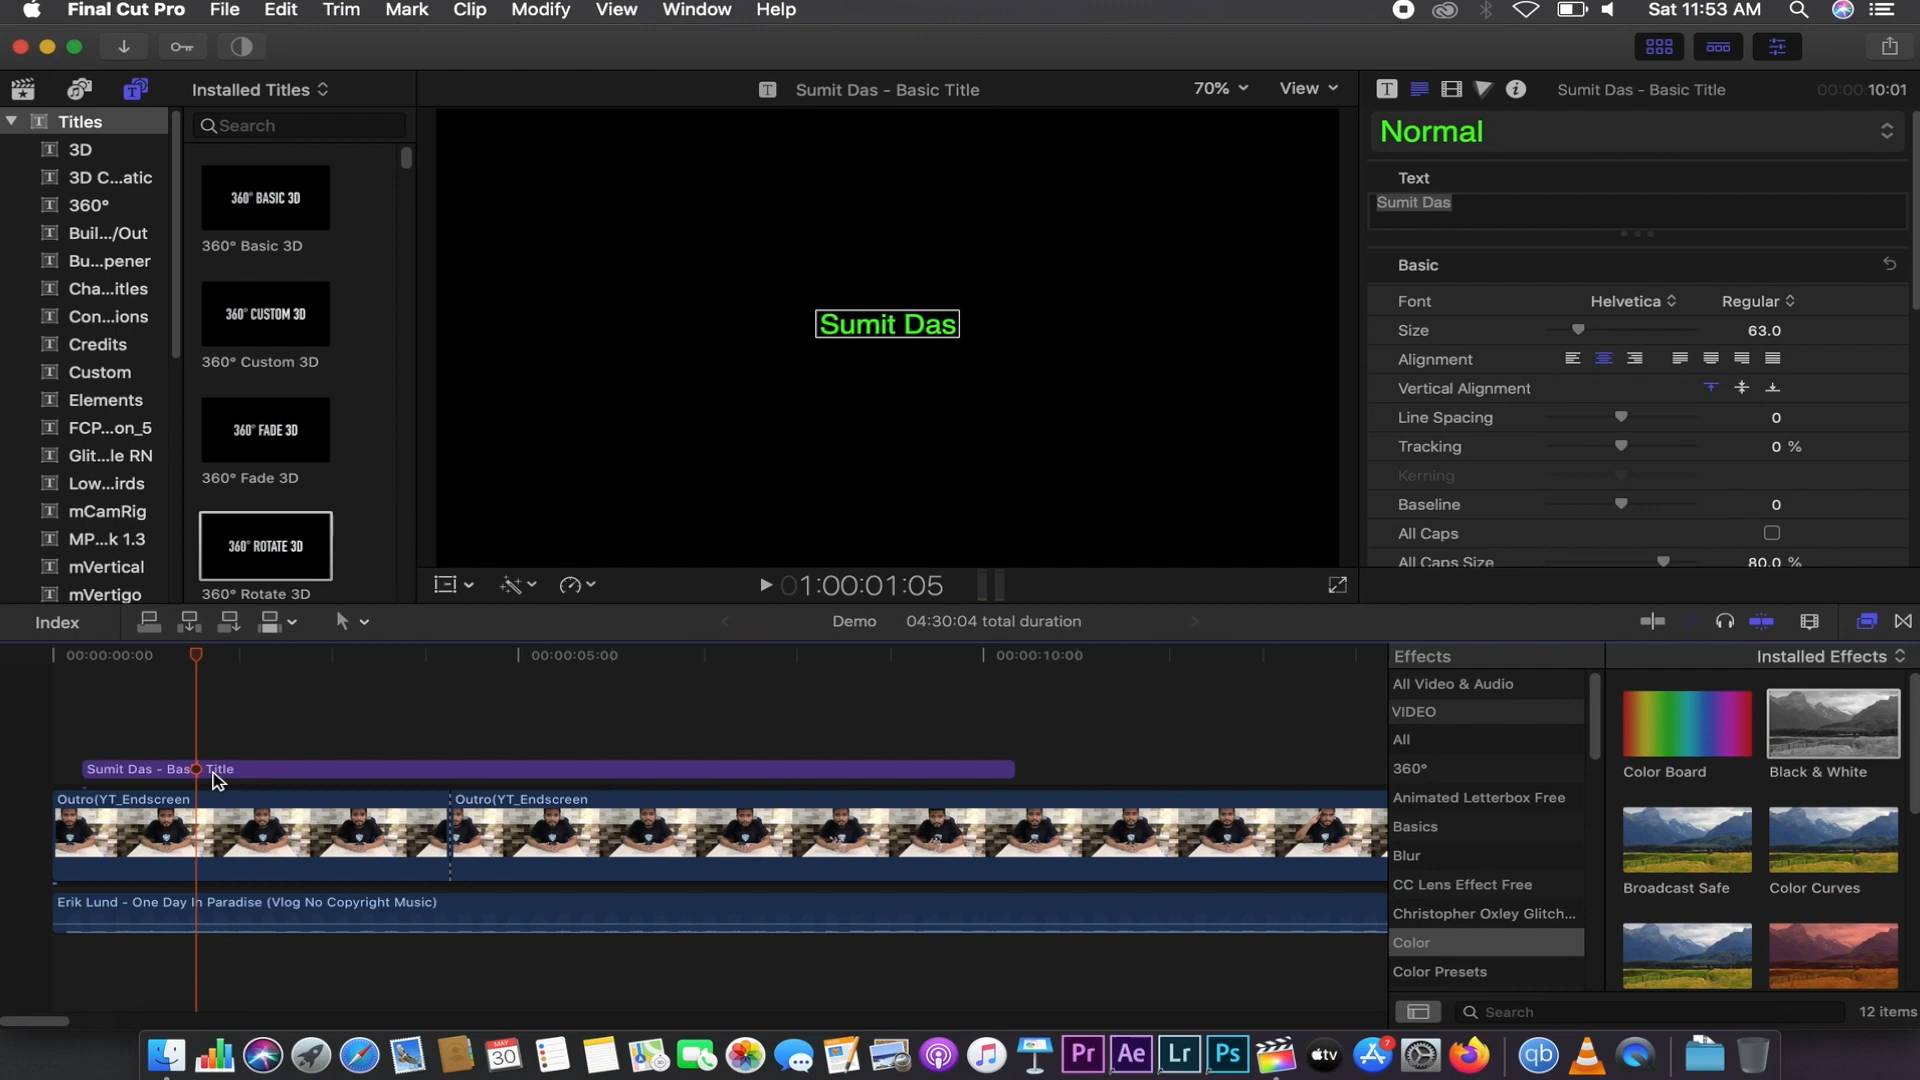 Final Cut Pro File Edit Trim Mark Clip Modify View Window Help Sat 11:53 AM
Installed Titles
Sumit Das - Basic Title
70%
View
Sumit Das - Basic Title
00:00:10:01
Titles
3D
3D C...atic
360°
Buil.../Out
Bu...pener
Cha...itles
Con...ions
Credits
Custom
Elements
FCP...on_5
Glit...le RN
Low...irds
mCamRig
MP...k 1.3
mVertical
mVertigo
Search
360° BASIC 3D
360° Basic 3D
360° CUSTOM 3D
360° Custom 3D
360° FADE 3D
360° Fade 3D
360° ROTATE 3D
360° Rotate 3D
Sumit Das
01:00:01:05
Normal
Text
Sumit Das
Basic
Font Helvetica Regular
Size 63.0
Alignment
Vertical Alignment
Line Spacing 0
Tracking 0 %
Kerning
Baseline 0
All Caps
All Caps Size 80.0 %
Index
Demo 04:30:04 total duration
00:00:00:00 00:00:05:00 00:00:10:00
Sumit Das - Basic Title
Outro(YT_Endscreen Outro(YT_Endscreen
Erik Lund - One Day In Paradise (Vlog No Copyright Music)
Effects
Installed Effects
All Video & Audio
VIDEO
All
360°
Animated Letterbox Free
Basics
Blur
CC Lens Effect Free
Christopher Oxley Glitch...
Color
Color Presets
Color Board
Black & White
Broadcast Safe
Color Curves
Search
12 items
MAY
30
Pr Ae Lr Ps tv 7 qb